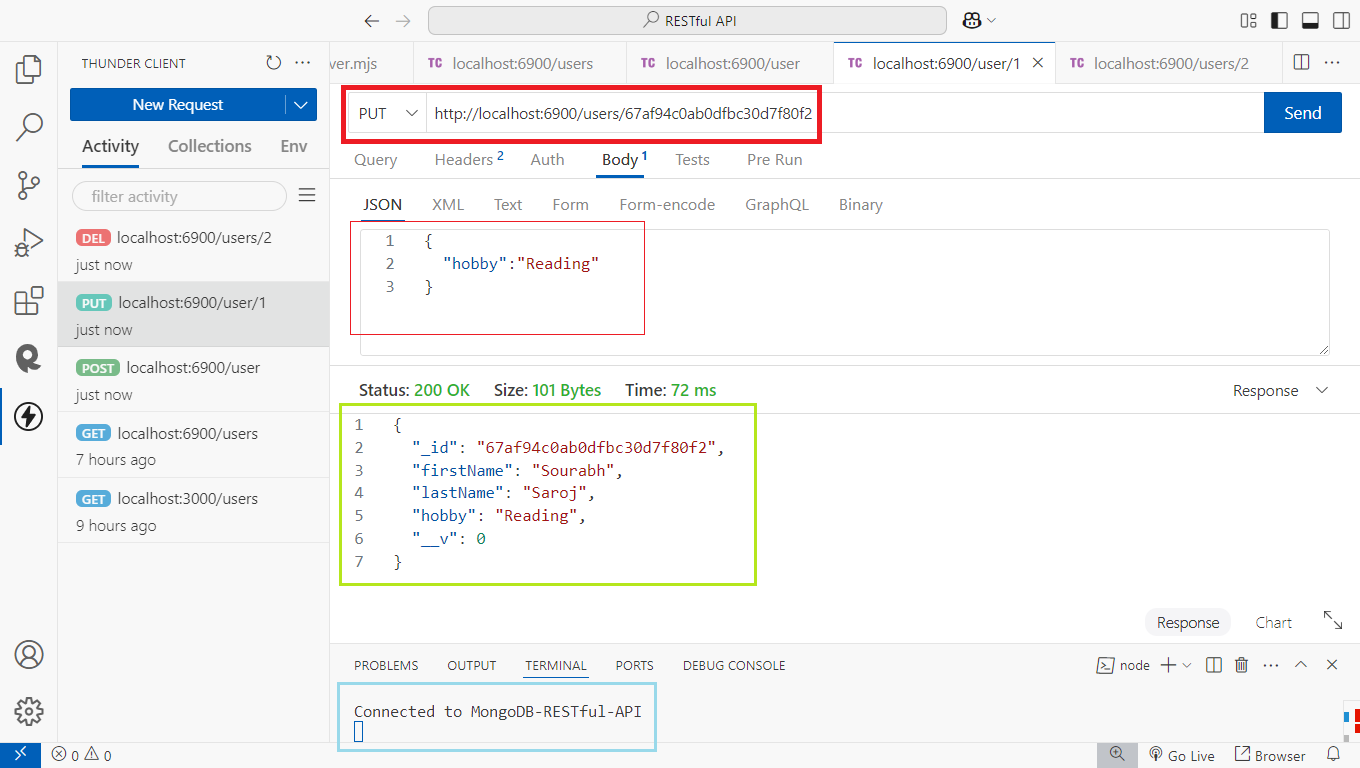 RESTful API
THUNDER CLIENT
New Request
Activity Collections Env
filter activity
DEL localhost:6900/users/2
just now
PUT localhost:6900/user/1
just now
POST localhost:6900/user
just now
GET localhost:6900/users
7 hours ago
GET localhost:3000/users
9 hours ago
ver.mjs TC localhost:6900/users TC localhost:6900/user TC localhost:6900/user/1 TC localhost:6900/users/2
PUT http://localhost:6900/users/67af94c0ab0dfbc30d7f80f2 Send
Query Headers 2 Auth Body 1 Tests Pre Run
JSON XML Text Form Form-encode GraphQL Binary
1 {
2 "hobby":"Reading"
3 }
Status: 200 OK Size: 101 Bytes Time: 72 ms Response
1 {
2 "_id": "67af94c0ab0dfbc30d7f80f2",
3 "firstName": "Sourabh",
4 "lastName": "Saroj",
5 "hobby": "Reading",
6 "__v": 0
7 }
Response Chart
PROBLEMS OUTPUT TERMINAL PORTS DEBUG CONSOLE node
Connected to MongoDB-RESTful-API
0 0 Go Live Browser